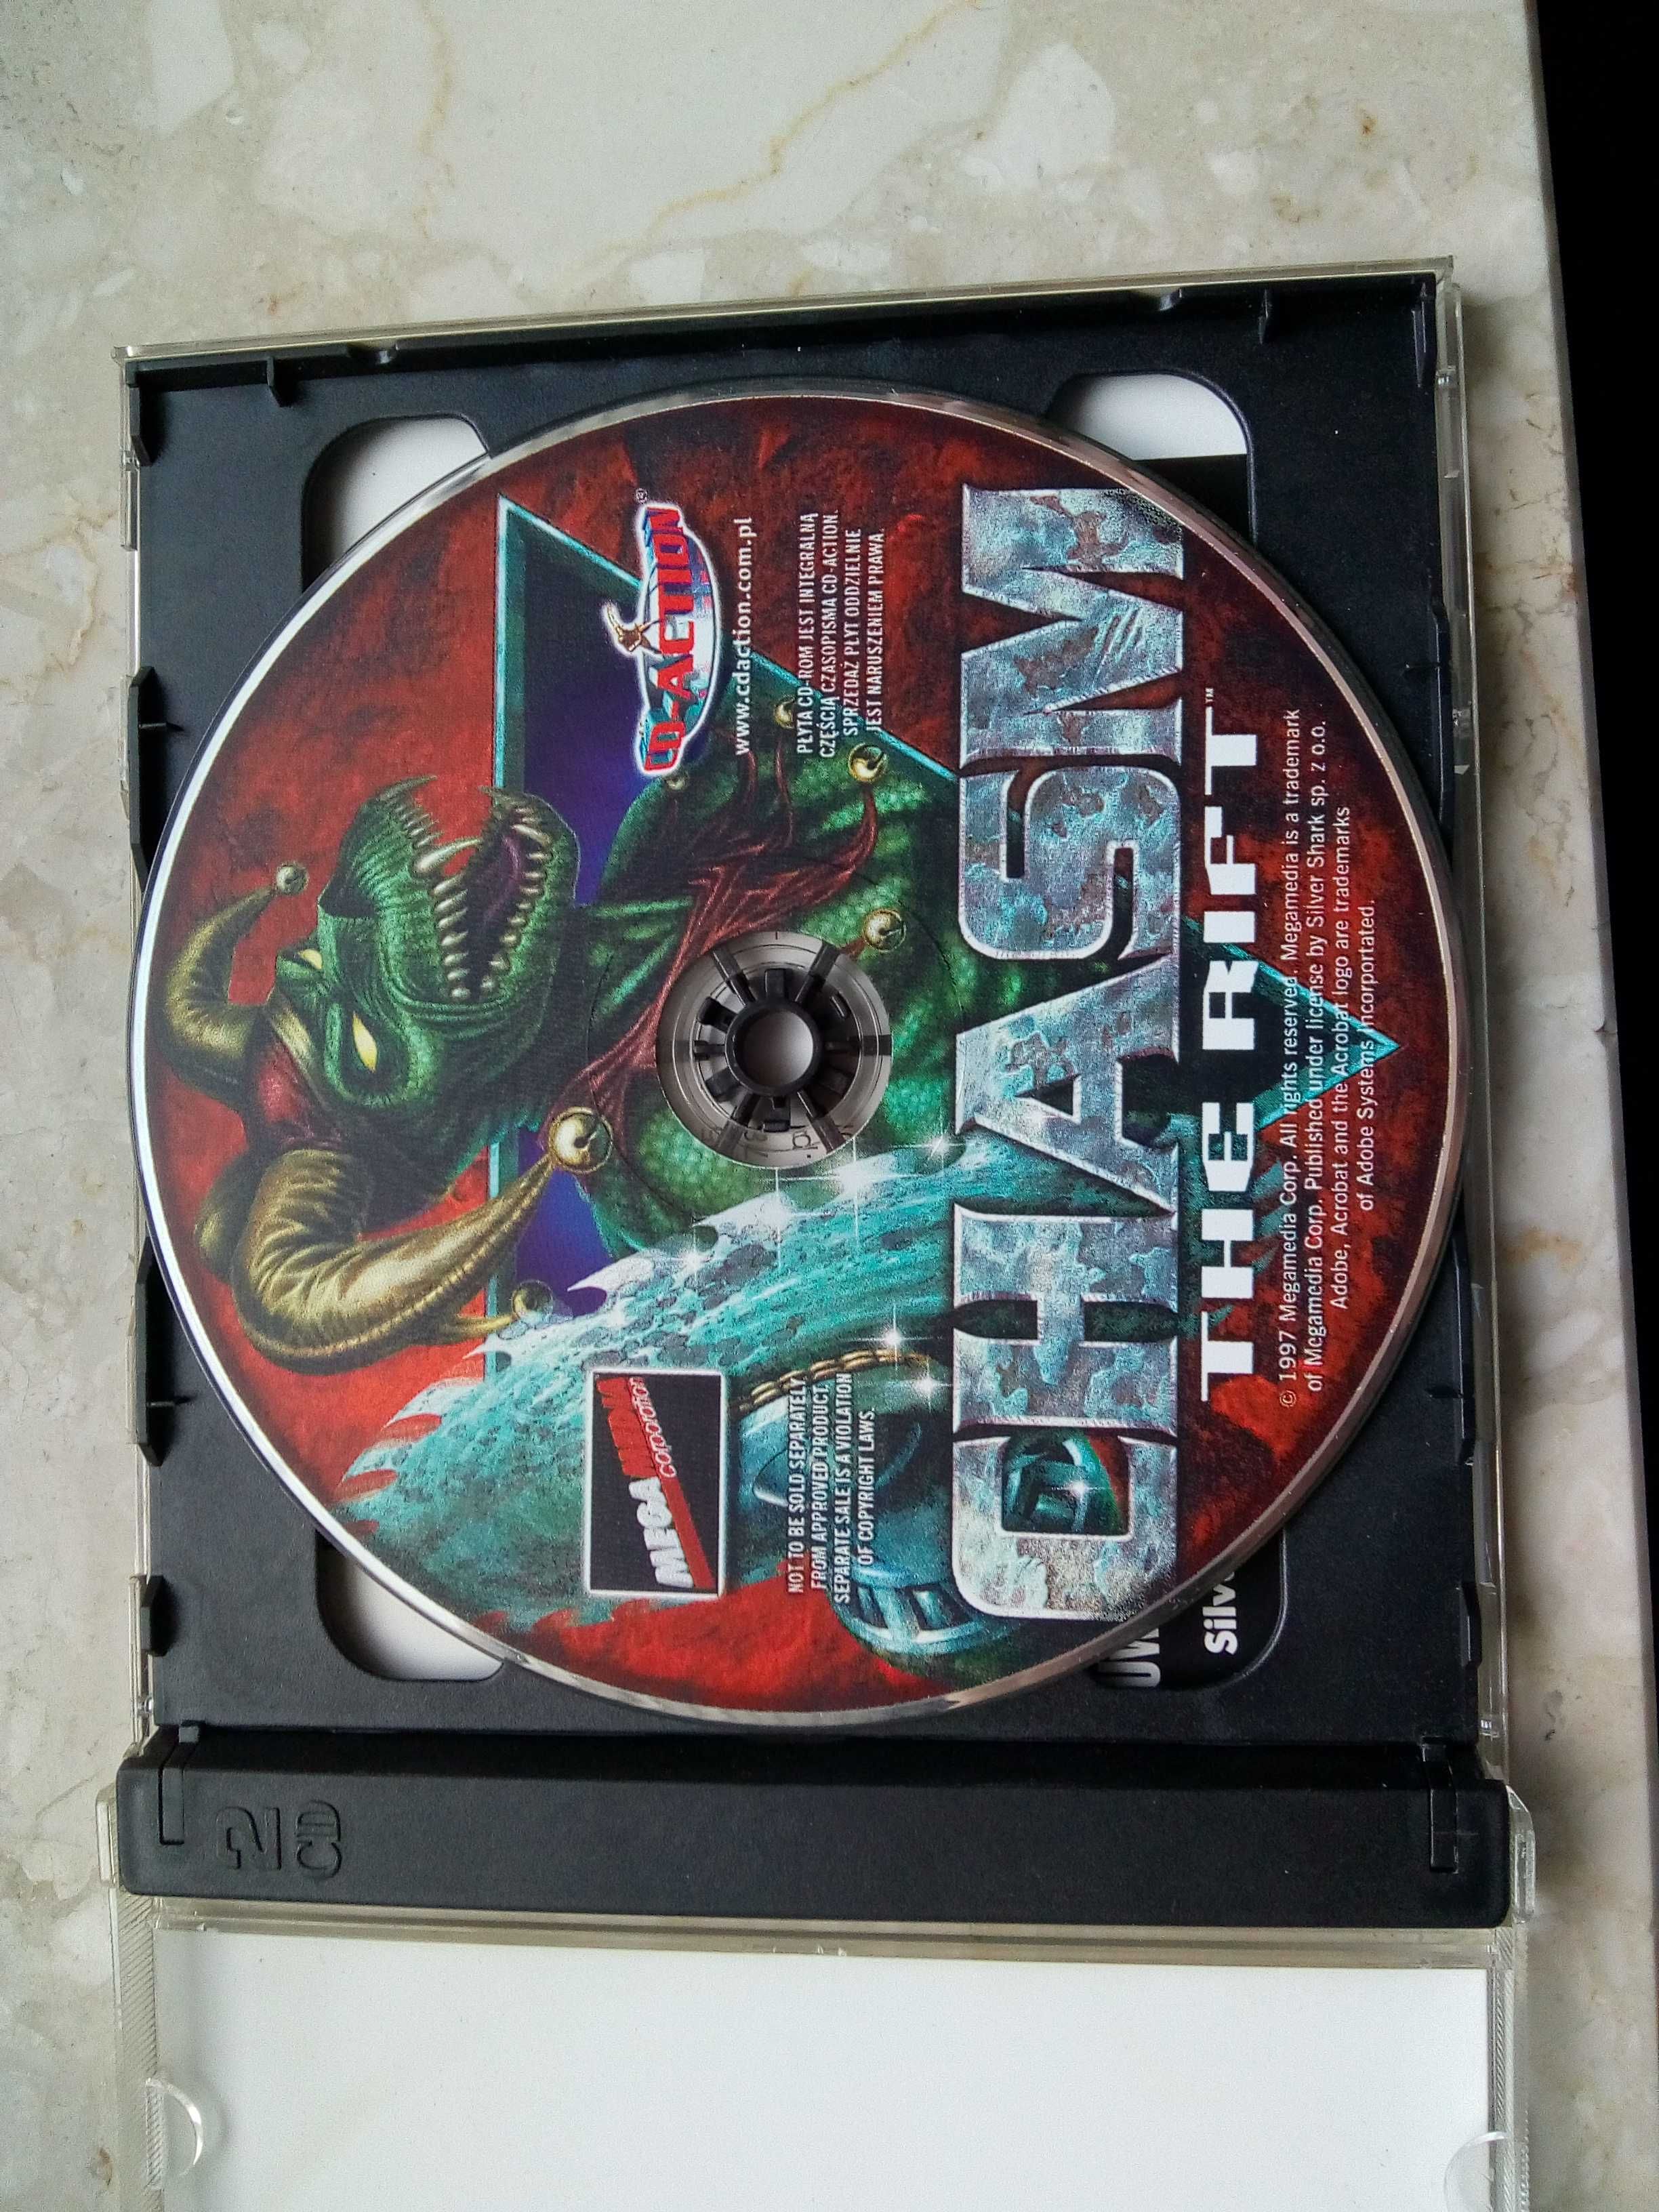 CD-ACTION®
www.cdaction.com.pl
PŁYTA CD-ROM JEST INTEGRALNĄ
CZĘŚCIĄ CZASOPISMA CD-ACTION.
SPRZEDAŻ PŁYT ODDZIELNIE
JEST NARUSZENIEM PRAWA.
MEGA MEDIA
corporation
NOT TO BE SOLD SEPARATELY
FROM APPROVED PRODUCT.
SEPARATE SALE IS A VIOLATION
OF COPYRIGHT LAWS.
CHASM
THE RIFT™
© 1997 Megamedia Corp. All rights reserved. Megamedia is a trademark
of Megamedia Corp. Published under license by Silver Shark sp. z o.o.
Adobe, Acrobat and the Acrobat logo are trademarks
of Adobe Systems Incorportated.
2
CD